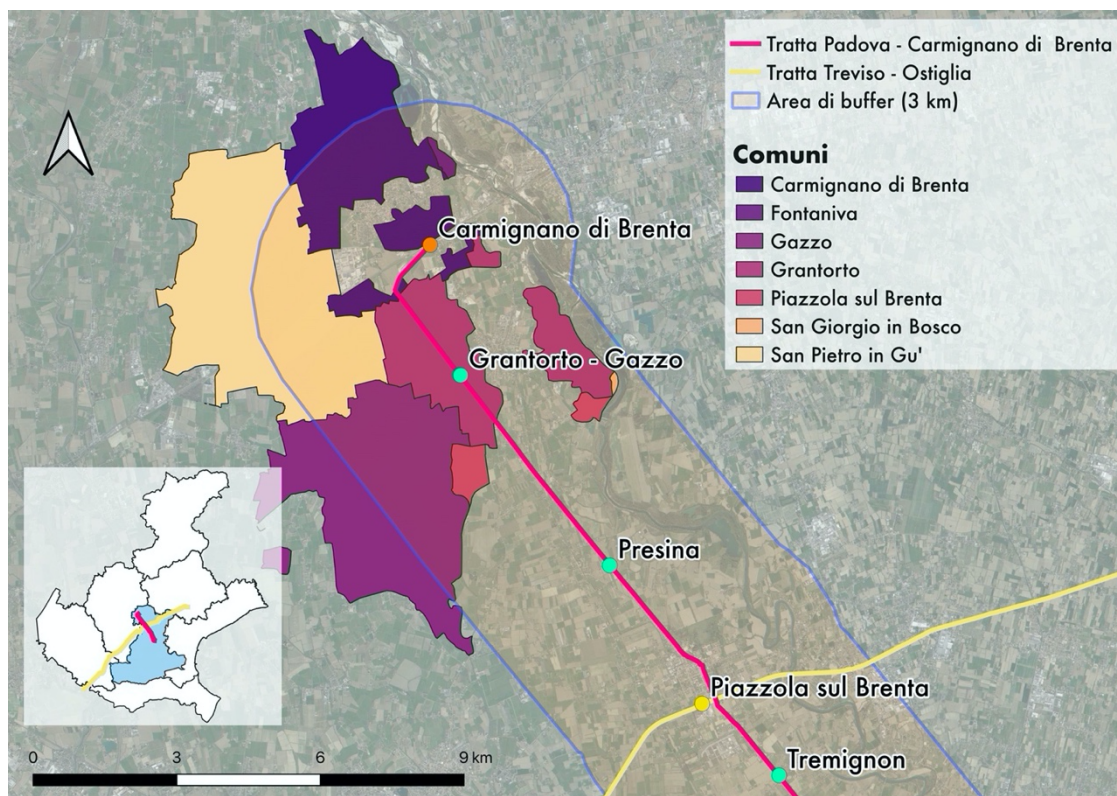 Tratta Padova - Carmignano di  Brenta
Tratta Treviso - Ostiglia
Area di buffer (3 km)
Comuni
Carmignano di Brenta
Fontaniva
Gazzo
Grantorto
Piazzola sul Brenta
San Giorgio in Bosco
San Pietro in Gu'
Carmignano di Brenta
Grantorto - Gazzo
Presina
Piazzola sul Brenta
Tremignon
0 3 6 9 km